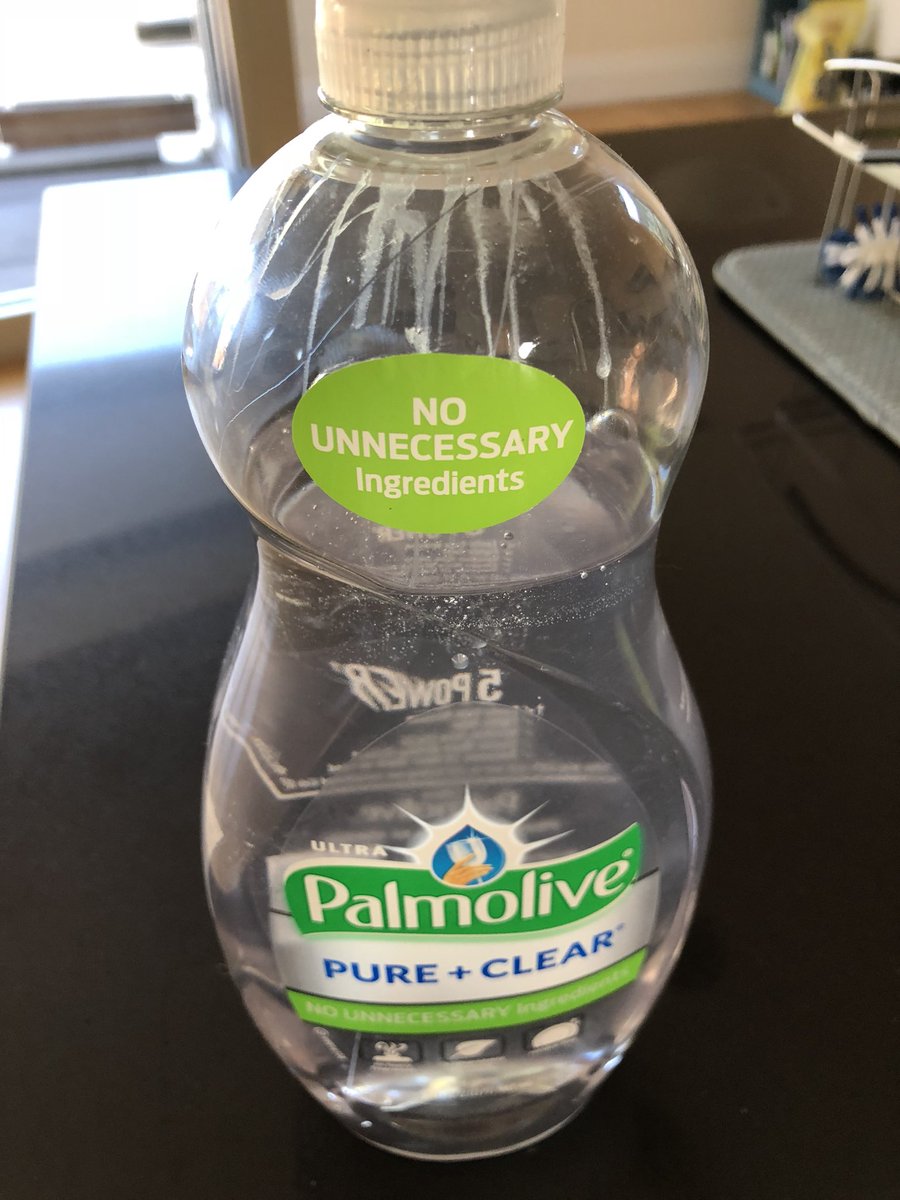 NO
UNNECESSARY
Ingredients
5 POWER
ULTRA
Palmolive®
PURE + CLEAR®
NO UNNECESSARY Ingredients